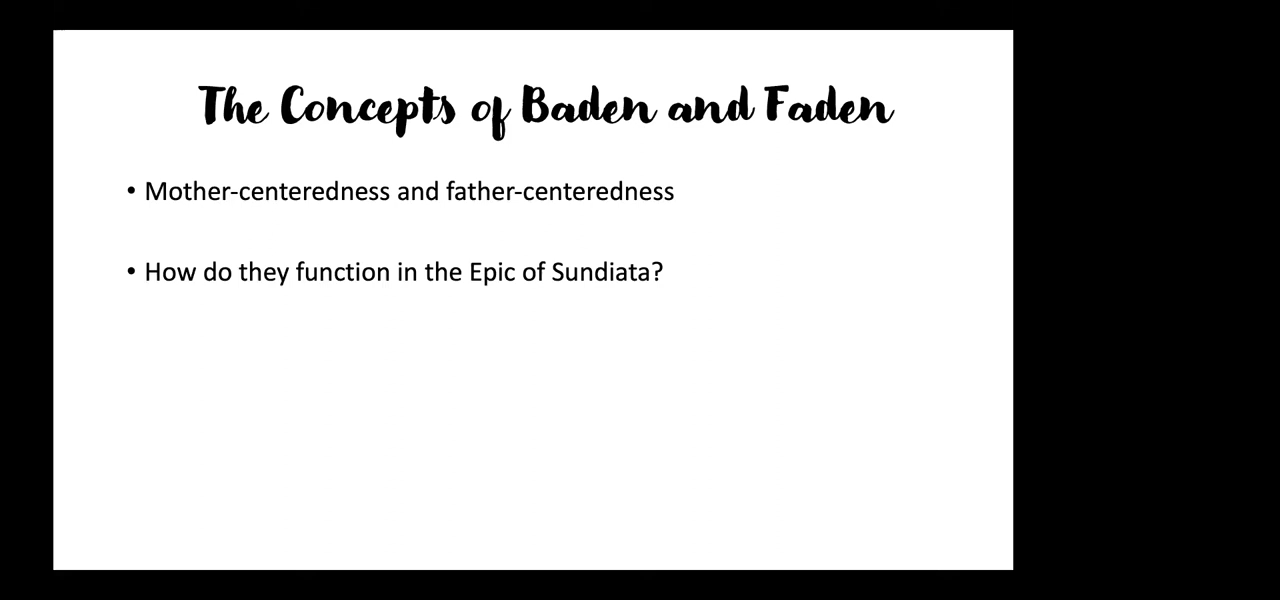 The Concepts of Baden and Faden
• Mother-centeredness and father-centeredness
• How do they function in the Epic of Sundiata?